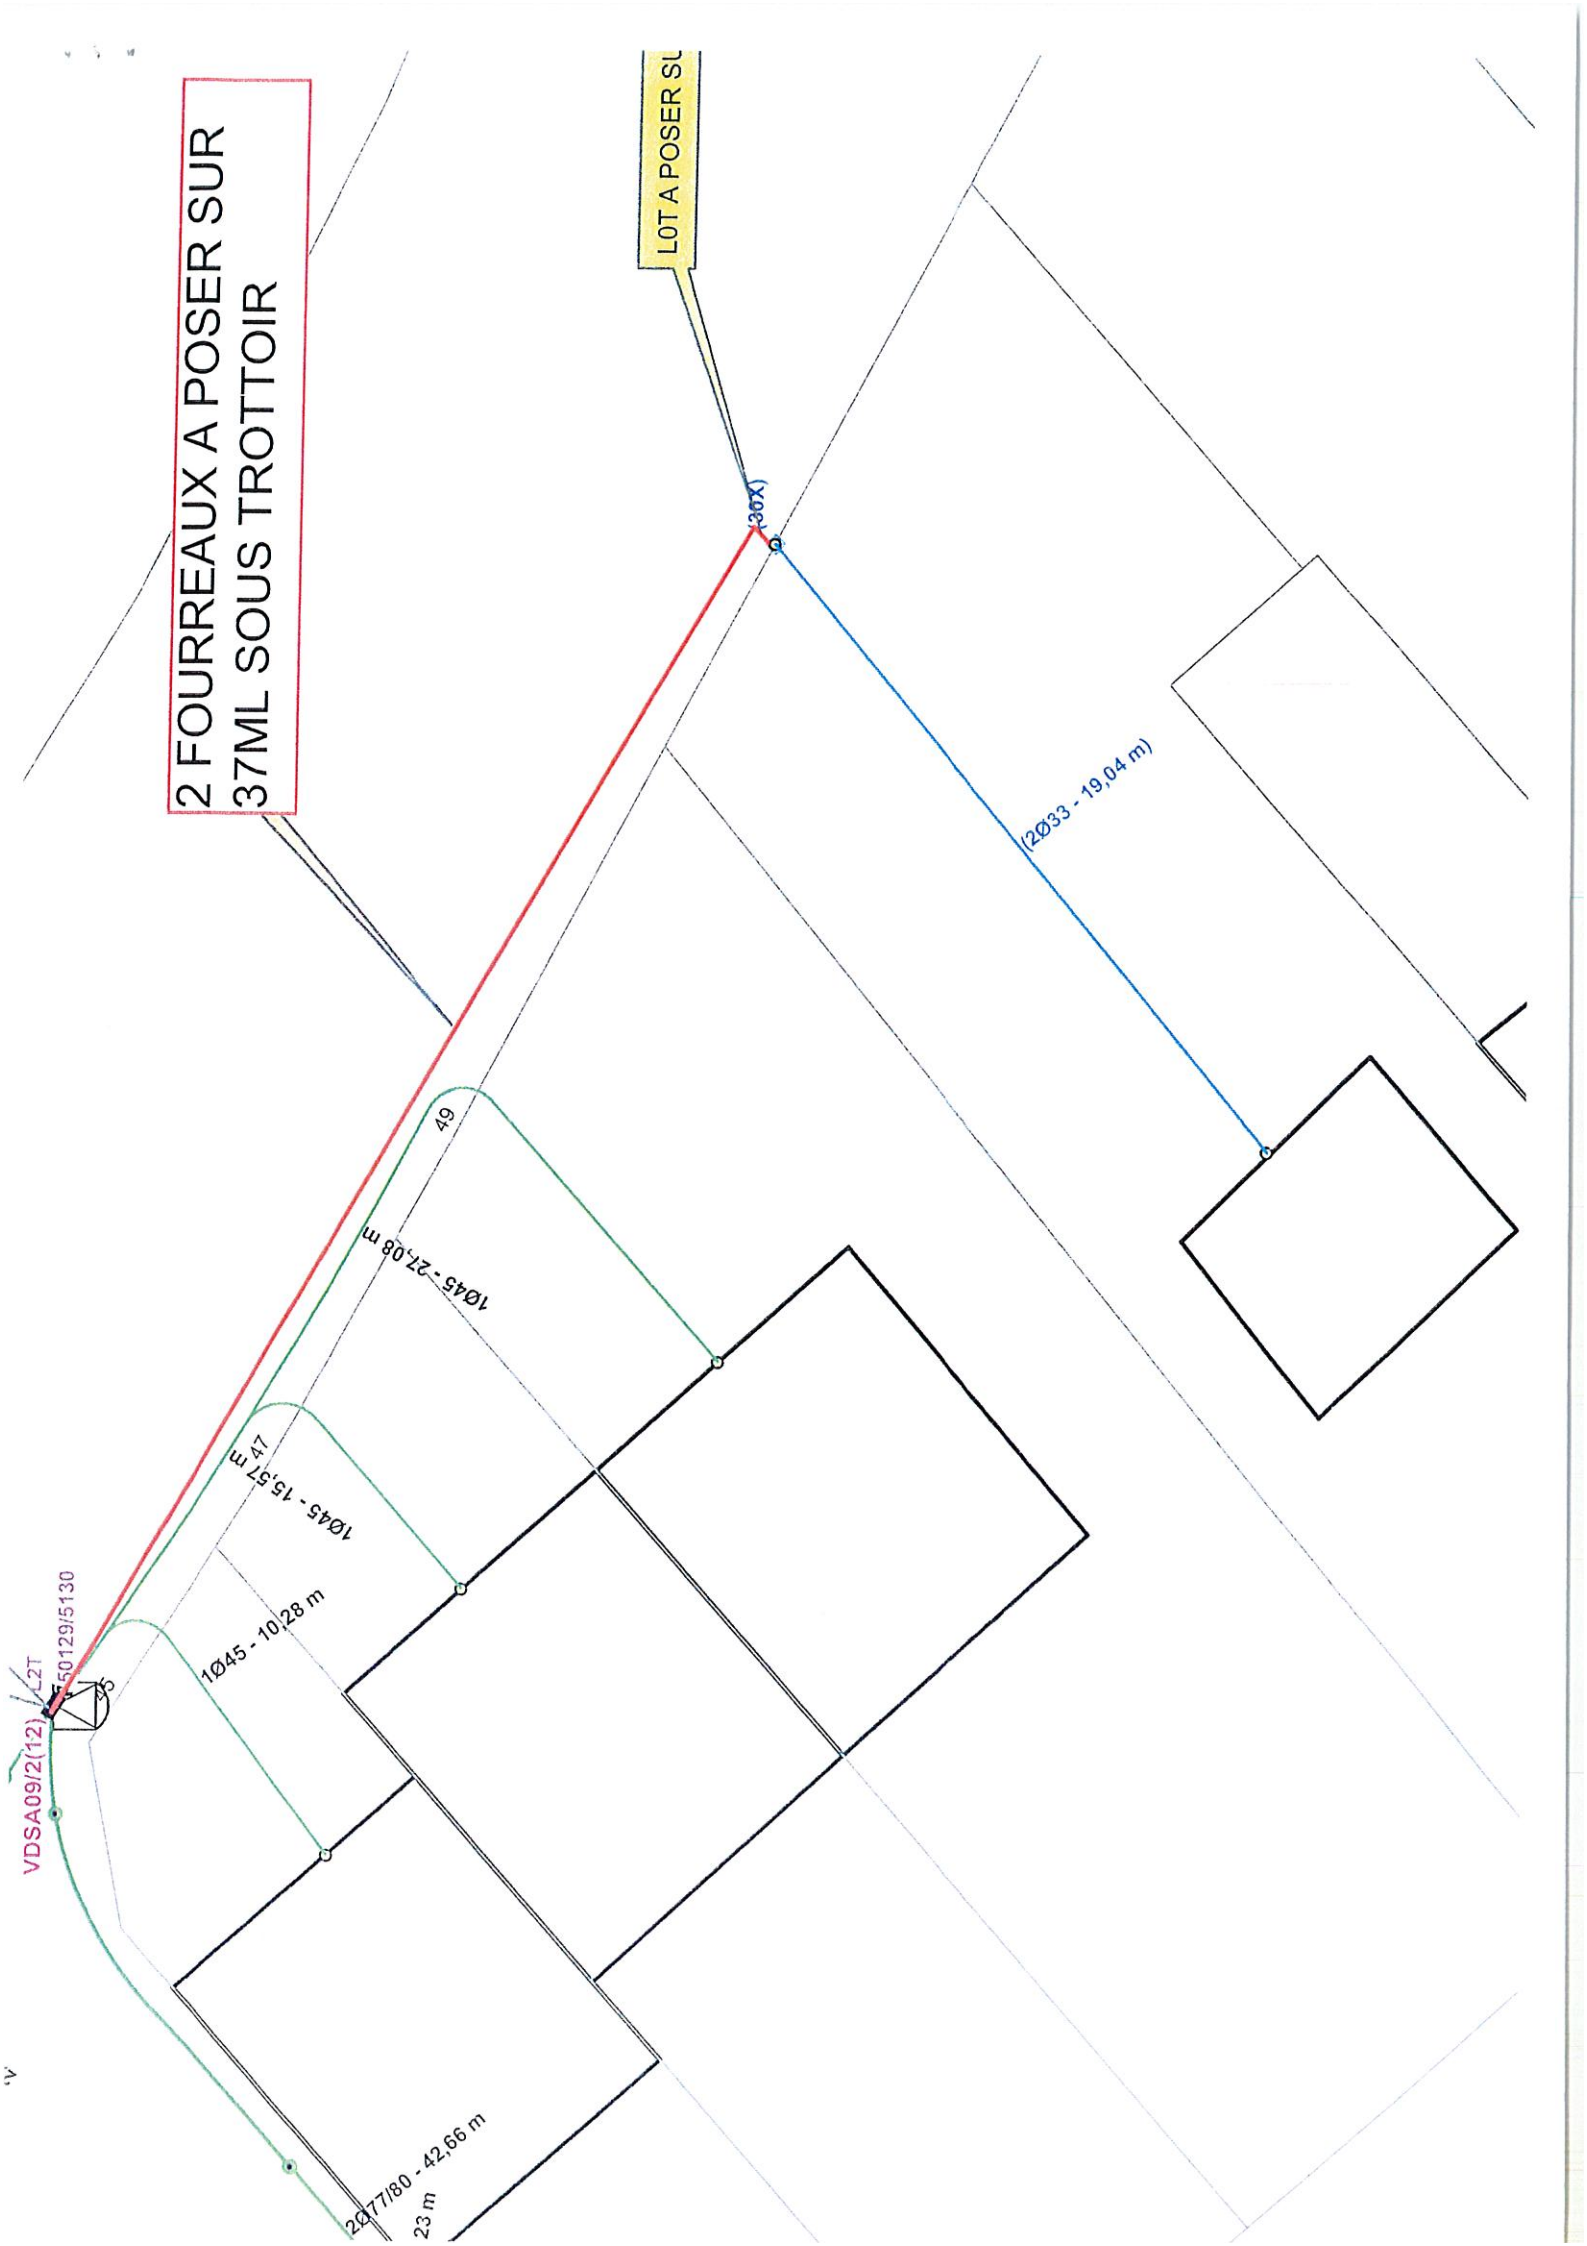 2 FOURREAUX A POSER SUR
37ML SOUS TROTTOIR
L0T A POSER SU
(30X)
(2Ø33 - 19,04 m)
49
1Ø45 - 27,08 m
47
1Ø45 - 15,57 m
1Ø45 - 10,28 m
50129/5130
L2T
VDSA09/2(12)
2Ø77/80 - 42,66 m
23 m